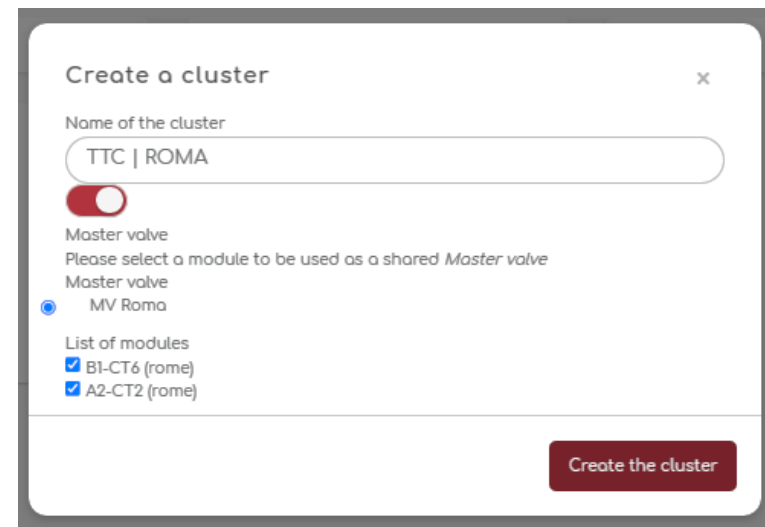 Create a cluster
×
Name of the cluster
TTC | ROMA
Master valve
Please select a module to be used as a shared Master valve
Master valve
MV Roma
List of modules
B1-CT6 (rome)
A2-CT2 (rome)
Create the cluster